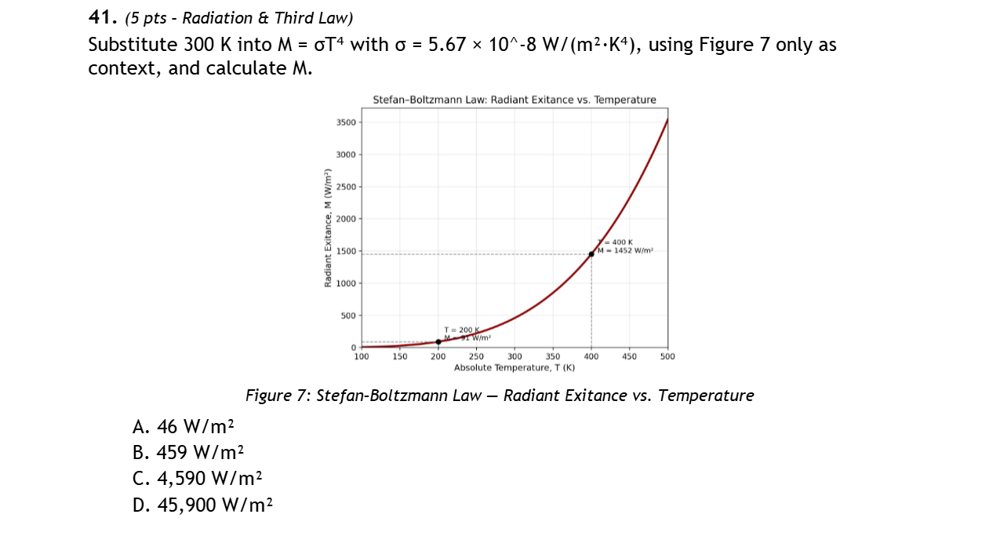 41. (5 pts - Radiation & Third Law)
Substitute 300 K into M = σT⁴ with σ = 5.67 × 10^-8 W/(m²·K⁴), using Figure 7 only as
context, and calculate M.
Stefan–Boltzmann Law: Radiant Exitance vs. Temperature
Radiant Exitance, M (W/m²)
3500
3000
2500
2000
1500
1000
500
0
T = 400 K
M = 1452 W/m²
T = 200 K
M = 91 W/m²
100 150 200 250 300 350 400 450 500
Absolute Temperature, T (K)
Figure 7: Stefan-Boltzmann Law — Radiant Exitance vs. Temperature
A. 46 W/m²
B. 459 W/m²
C. 4,590 W/m²
D. 45,900 W/m²